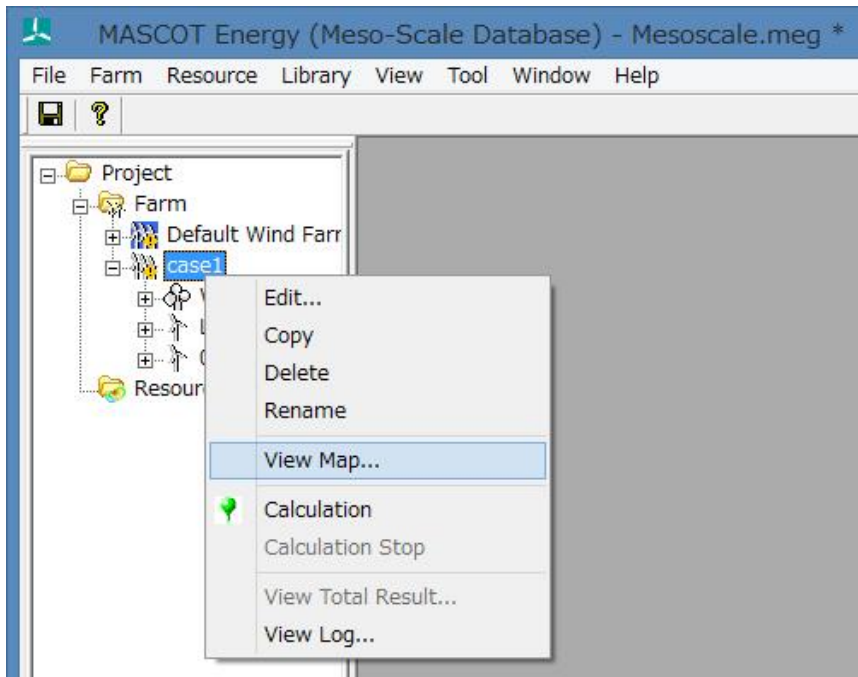 MASCOT Energy (Meso-Scale Database) - Mesoscale.meg *
File Farm Resource Library View Tool Window Help
Project
Farm
Default Wind Farr
case1
Edit...
Copy
Delete
Rename
View Map...
Calculation
Calculation Stop
View Total Result...
View Log...